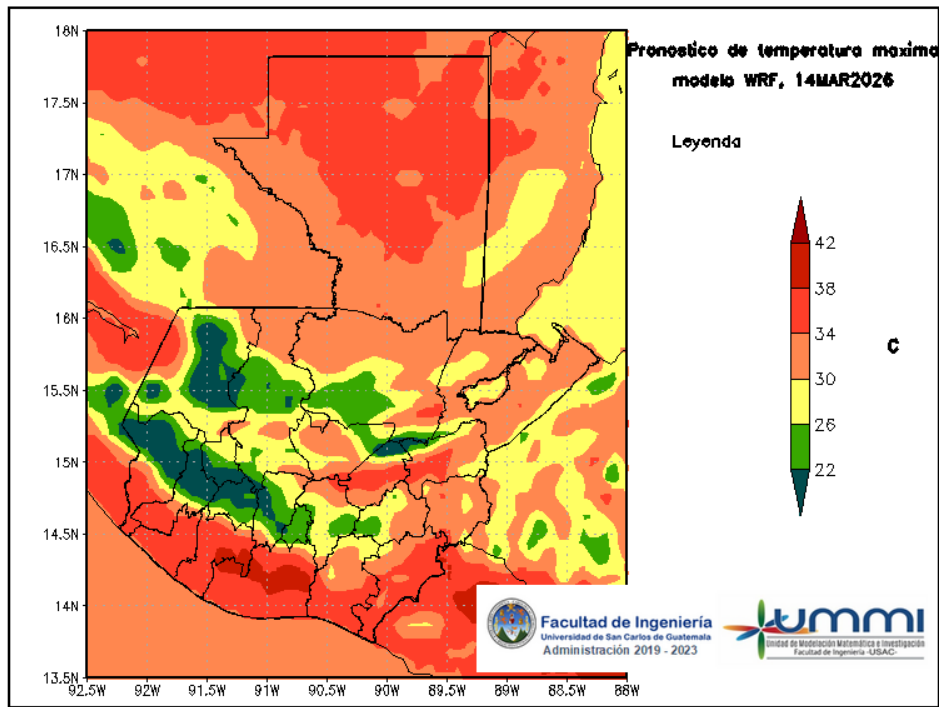 Pronostico de temperatura maxima
modelo WRF, 14MAR2026
Leyenda
42
38
34
30
26
22
C
18N
17.5N
17N
16.5N
16N
15.5N
15N
14.5N
14N
13.5N
92.5W 92W 91.5W 91W 90.5W 90W 89.5W 89W 88.5W 88W
Facultad de Ingeniería
Universidad de San Carlos de Guatemala
Administración 2019 - 2023
UMMI
Unidad de Modelación Matemática e Investigación
Facultad de Ingeniería -USAC-